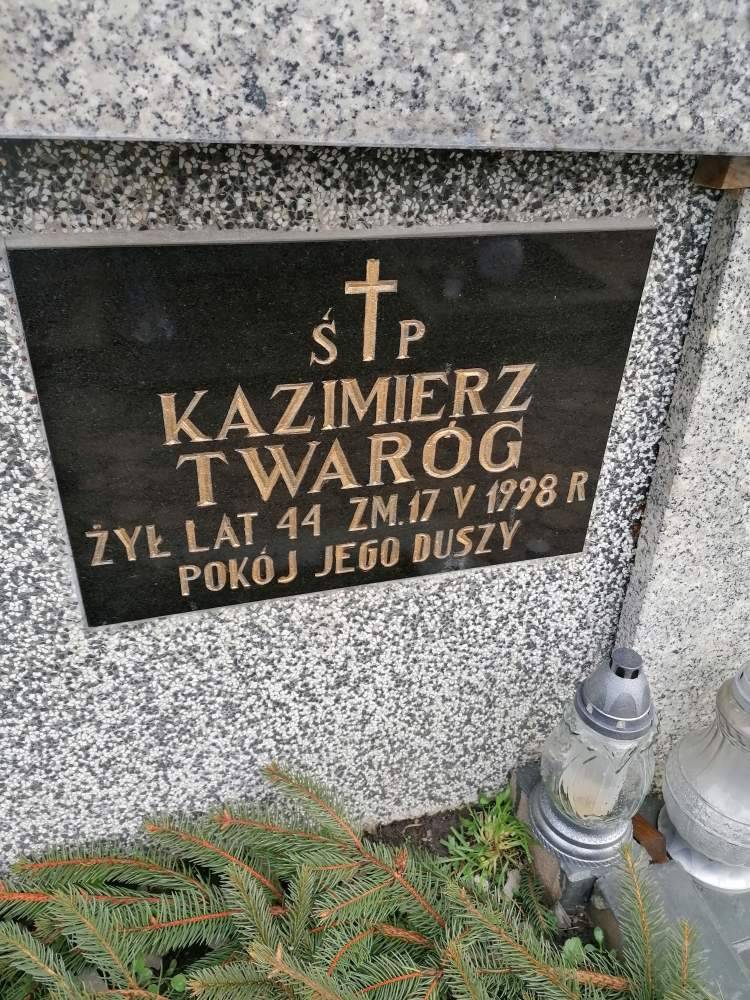 Ś P
KAZIMIERZ
TWARÓG
ŻYŁ LAT 44 ZM.17 V 1998 R
POKÓJ JEGO DUSZY